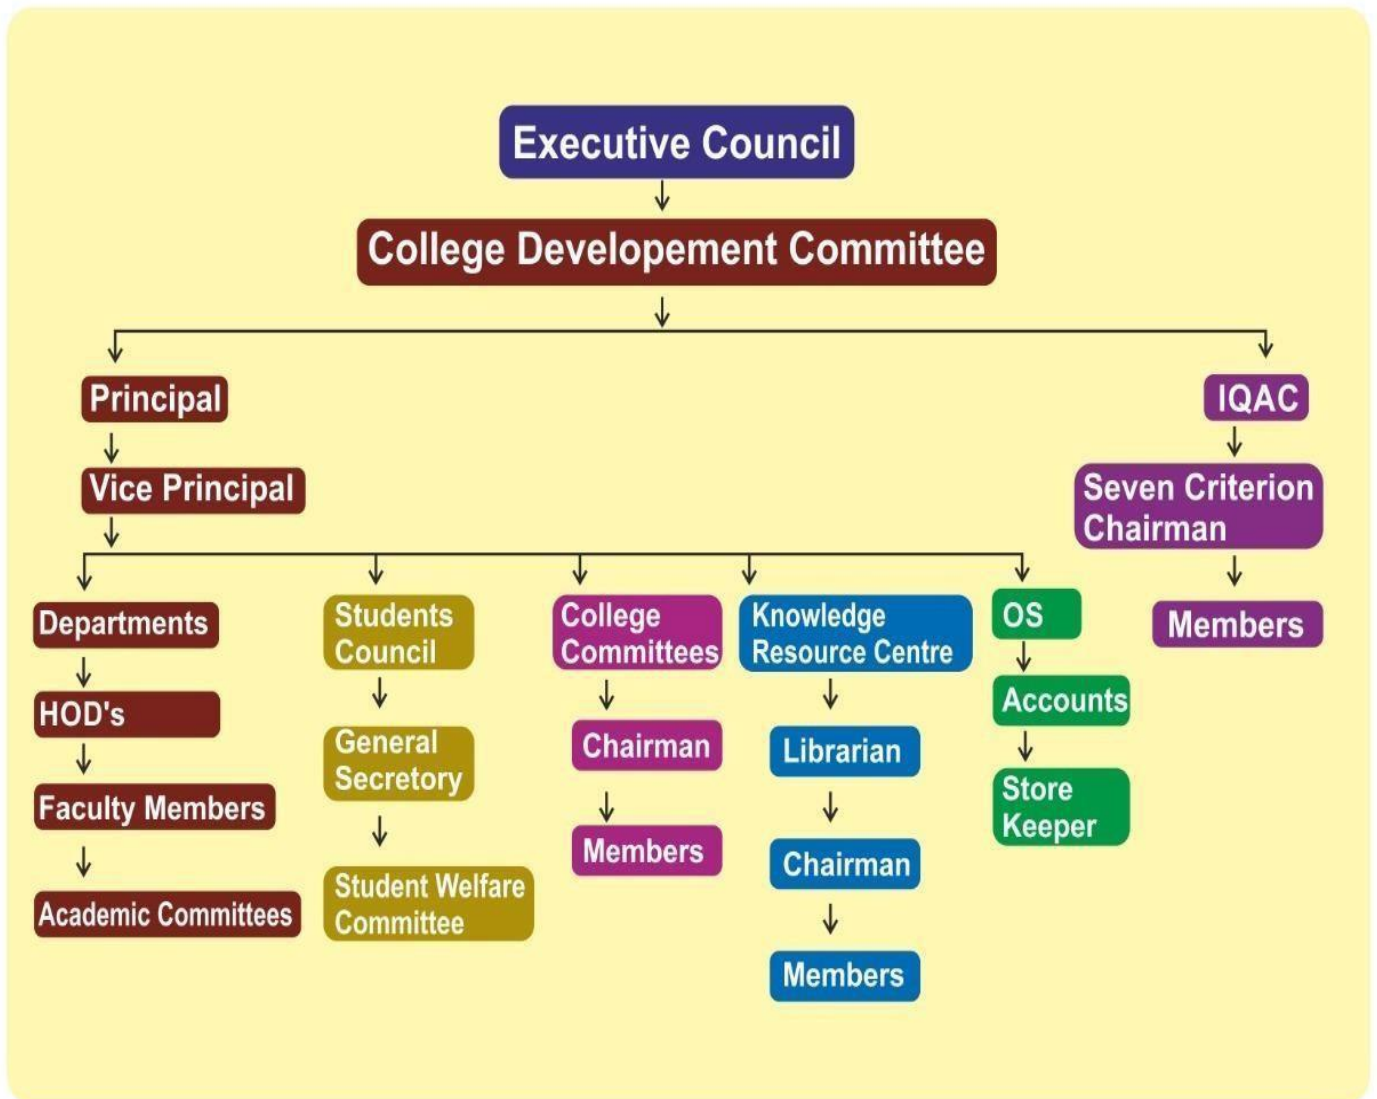 Executive Council
College Developement Committee
Principal
IQAC
Vice Principal
Seven Criterion
Chairman
Members
Departments
HOD's
Faculty Members
Academic Committees
Students
Council
General
Secretory
Student Welfare
Committee
College
Committees
Chairman
Members
Knowledge
Resource Centre
Librarian
Chairman
Members
OS
Accounts
Store
Keeper